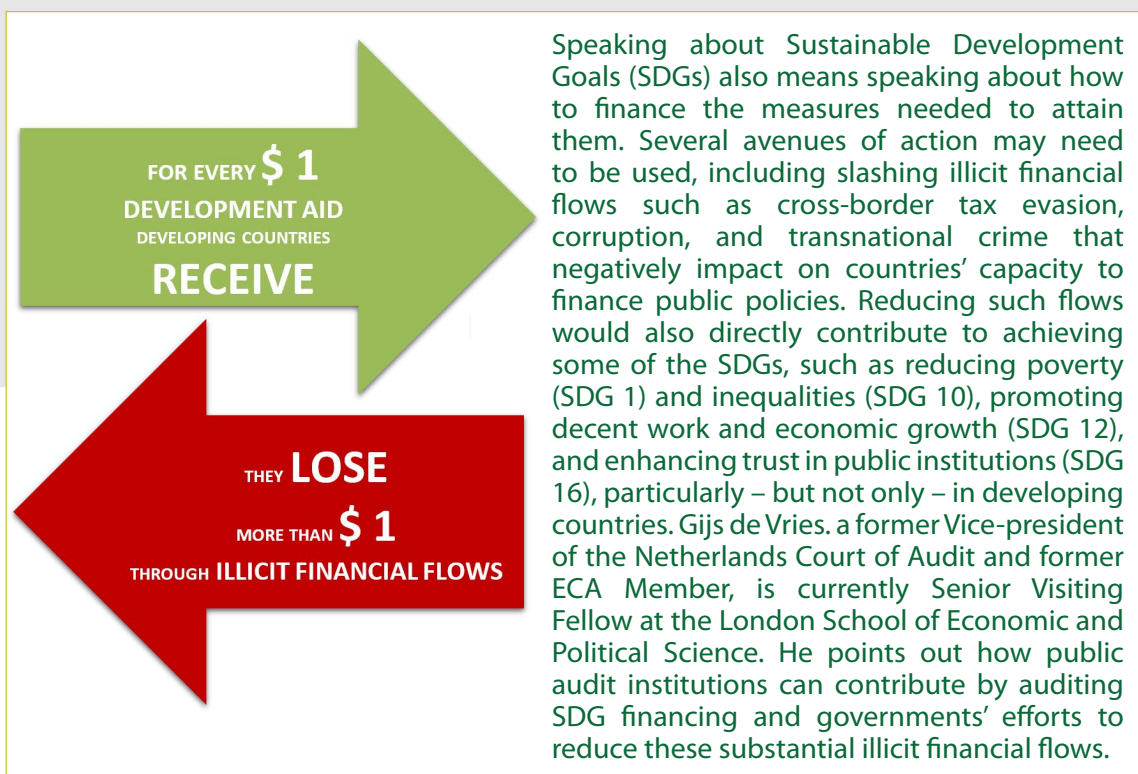 FOR EVERY $ 1
DEVELOPMENT AID
DEVELOPING COUNTRIES
RECEIVE
THEY LOSE
MORE THAN $ 1
THROUGH ILLICIT FINANCIAL FLOWS
Speaking about Sustainable Development
Goals (SDGs) also means speaking about how
to finance the measures needed to attain
them. Several avenues of action may need
to be used, including slashing illicit financial
flows such as cross-border tax evasion,
corruption, and transnational crime that
negatively impact on countries’ capacity to
finance public policies. Reducing such flows
would also directly contribute to achieving
some of the SDGs, such as reducing poverty
(SDG 1) and inequalities (SDG 10), promoting
decent work and economic growth (SDG 12),
and enhancing trust in public institutions (SDG
16), particularly – but not only – in developing
countries. Gijs de Vries. a former Vice-president
of the Netherlands Court of Audit and former
ECA Member, is currently Senior Visiting
Fellow at the London School of Economic and
Political Science. He points out how public
audit institutions can contribute by auditing
SDG financing and governments’ efforts to
reduce these substantial illicit financial flows.